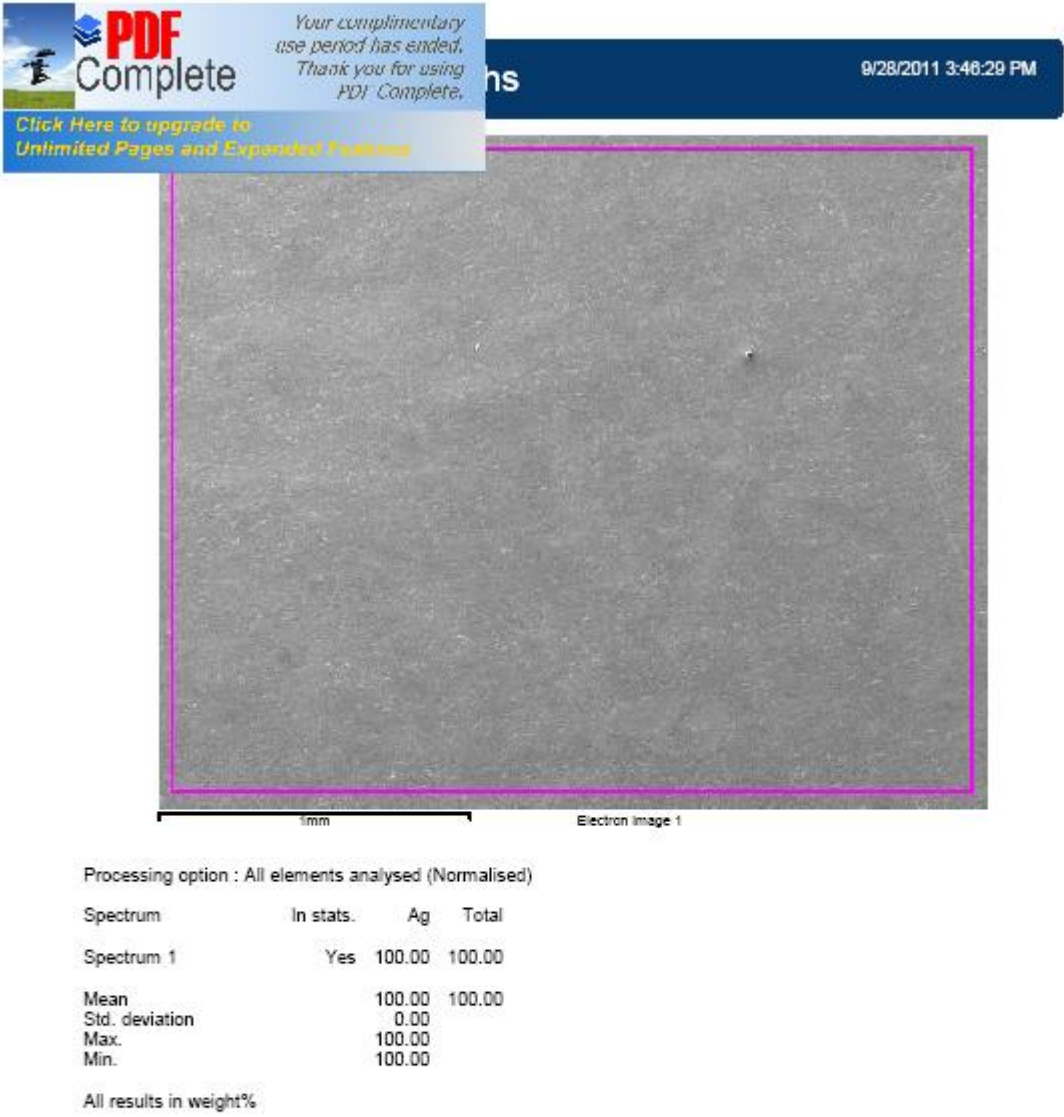 PDF
Complete
Your complimentary
use period has ended.
Thank you for using
PDF Complete.
Click Here to upgrade to
Unlimited Pages and Expanded Features
hs
9/28/2011 3:46:29 PM
1mm
Electron Image 1
Processing option : All elements analysed (Normalised)
Spectrum In stats. Ag Total
Spectrum 1 Yes 100.00 100.00
Mean 100.00 100.00
Std. deviation 0.00
Max. 100.00
Min. 100.00
All results in weight%